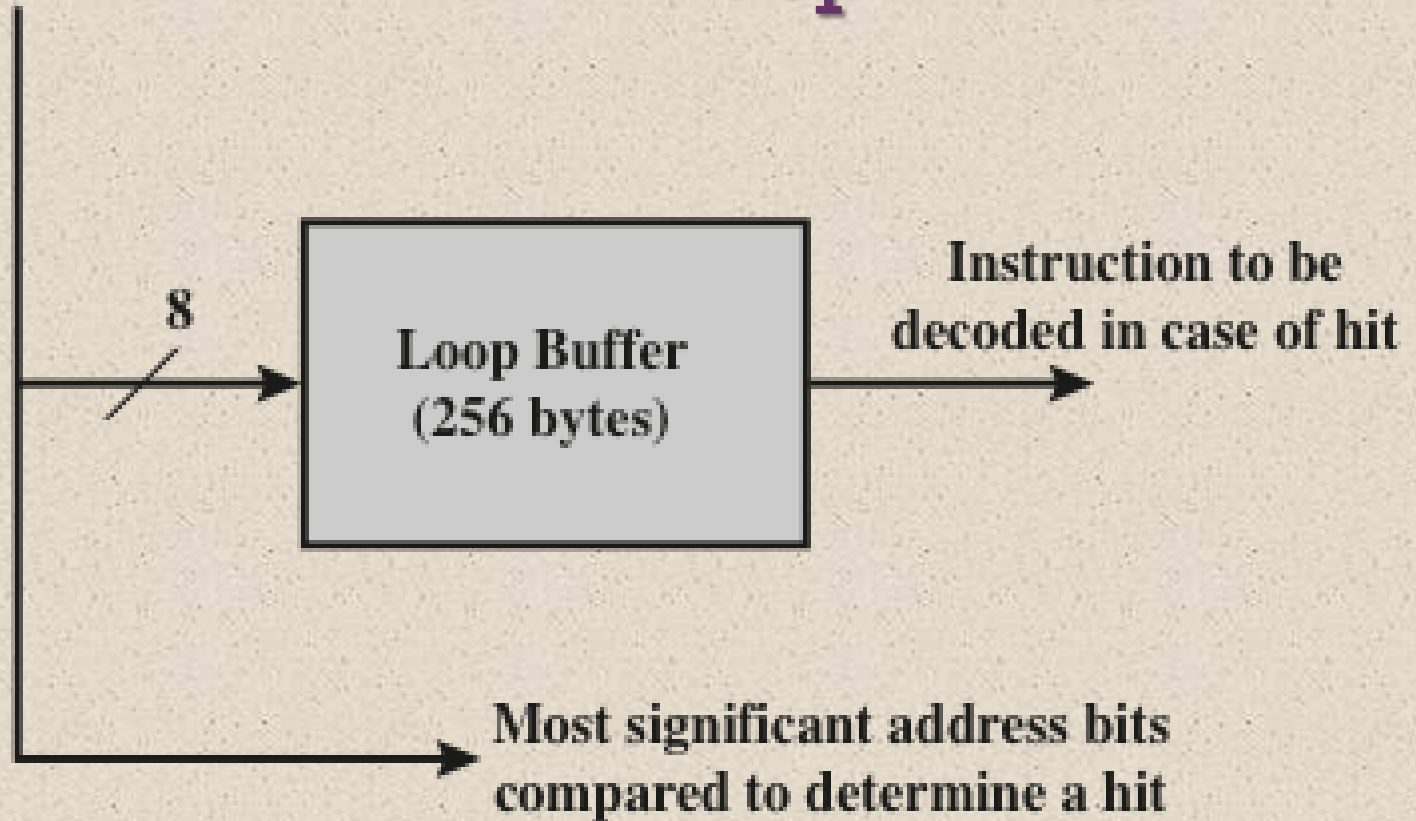 8
Loop Buffer
(256 bytes)
Instruction to be
decoded in case of hit
Most significant address bits
compared to determine a hit